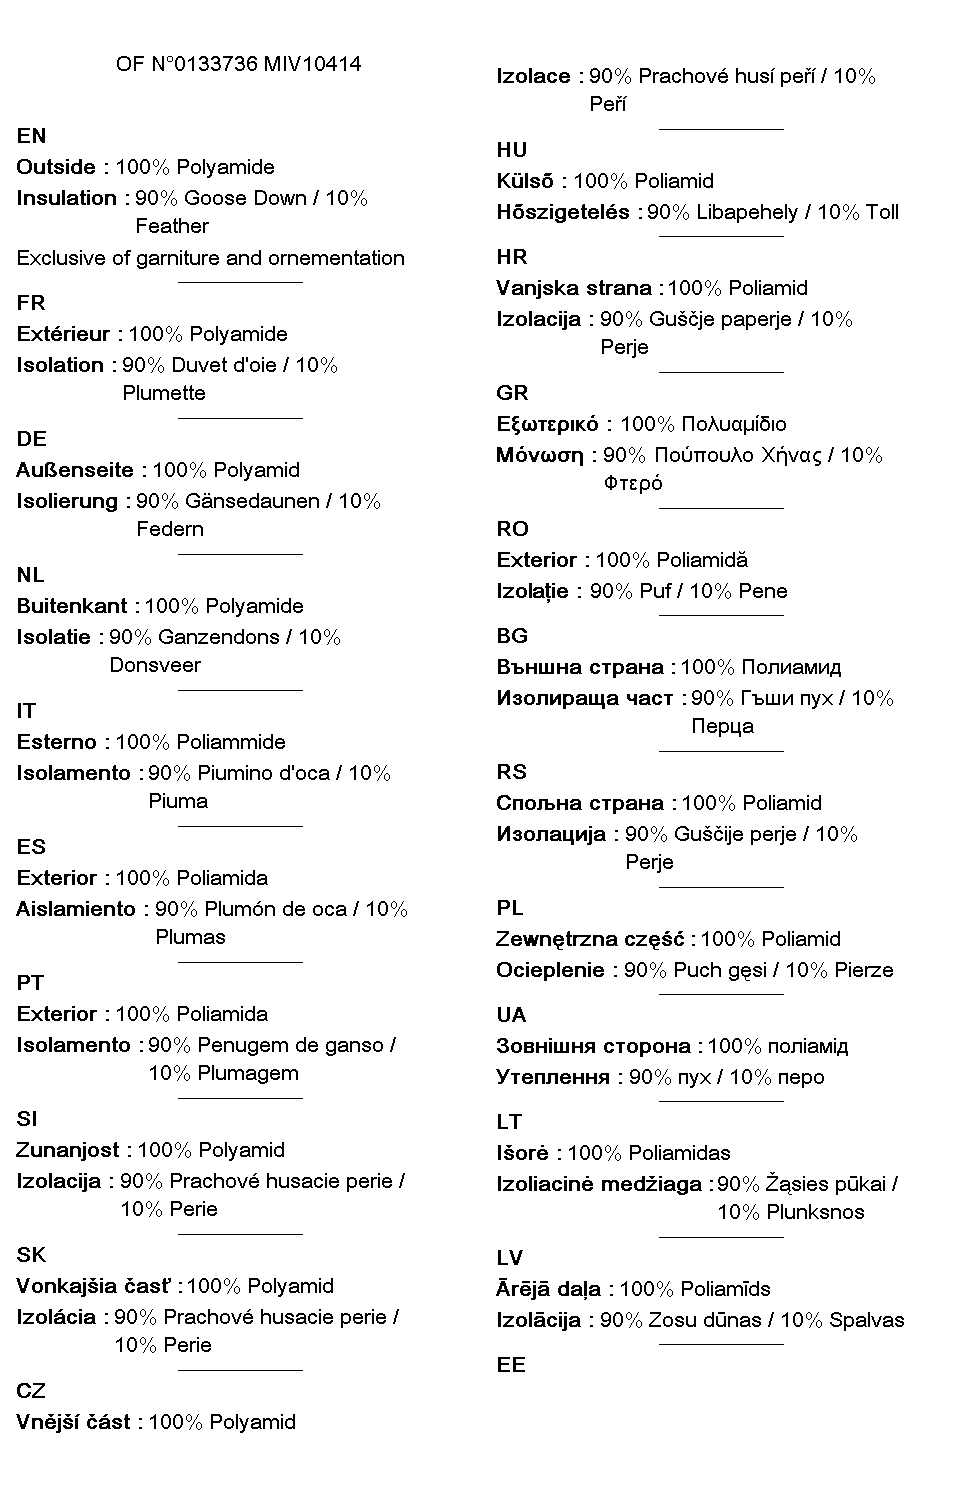 OF N°0133736 MIV10414
EN
Outside : 100% Polyamide
Insulation : 90% Goose Down / 10%
Feather
Exclusive of garniture and ornementation
FR
Extérieur : 100% Polyamide
Isolation : 90% Duvet d'oie / 10%
Plumette
DE
Außenseite : 100% Polyamid
Isolierung : 90% Gänsedaunen / 10%
Federn
NL
Buitenkant : 100% Polyamide
Isolatie : 90% Ganzendons / 10%
Donsveer
IT
Esterno : 100% Poliammide
Isolamento : 90% Piumino d'oca / 10%
Piuma
ES
Exterior : 100% Poliamida
Aislamiento : 90% Plumón de oca / 10%
Plumas
PT
Exterior : 100% Poliamida
Isolamento : 90% Penugem de ganso /
10% Plumagem
SI
Zunanjost : 100% Polyamid
Izolacija : 90% Prachové husacie perie /
10% Perie
SK
Vonkajšia časť : 100% Polyamid
Izolácia : 90% Prachové husacie perie /
10% Perie
CZ
Vnější část : 100% Polyamid
Izolace : 90% Prachové husí peří / 10%
Peří
HU
Külső : 100% Poliamid
Hőszigetelés : 90% Libapehely / 10% Toll
HR
Vanjska strana : 100% Poliamid
Izolacija : 90% Guščje paperje / 10%
Perje
GR
Εξωτερικό : 100% Πολυαμίδιο
Μόνωση : 90% Πούπουλο Χήνας / 10%
Φτερό
RO
Exterior : 100% Poliamidă
Izolaţie : 90% Puf / 10% Pene
BG
Външна страна : 100% Полиамид
Изолираща част : 90% Гъши пух / 10%
Перца
RS
Спољна страна : 100% Poliamid
Изолација : 90% Guščije perje / 10%
Perje
PL
Zewnętrzna część : 100% Poliamid
Ocieplenie : 90% Puch gęsi / 10% Pierze
UA
Зовнішня сторона : 100% поліамід
Утеплення : 90% пух / 10% перо
LT
Išorė : 100% Poliamidas
Izoliacinė medžiaga : 90% Žąsies pūkai /
10% Plunksnos
LV
Ārējā daļa : 100% Poliamīds
Izolācija : 90% Zosu dūnas / 10% Spalvas
EE